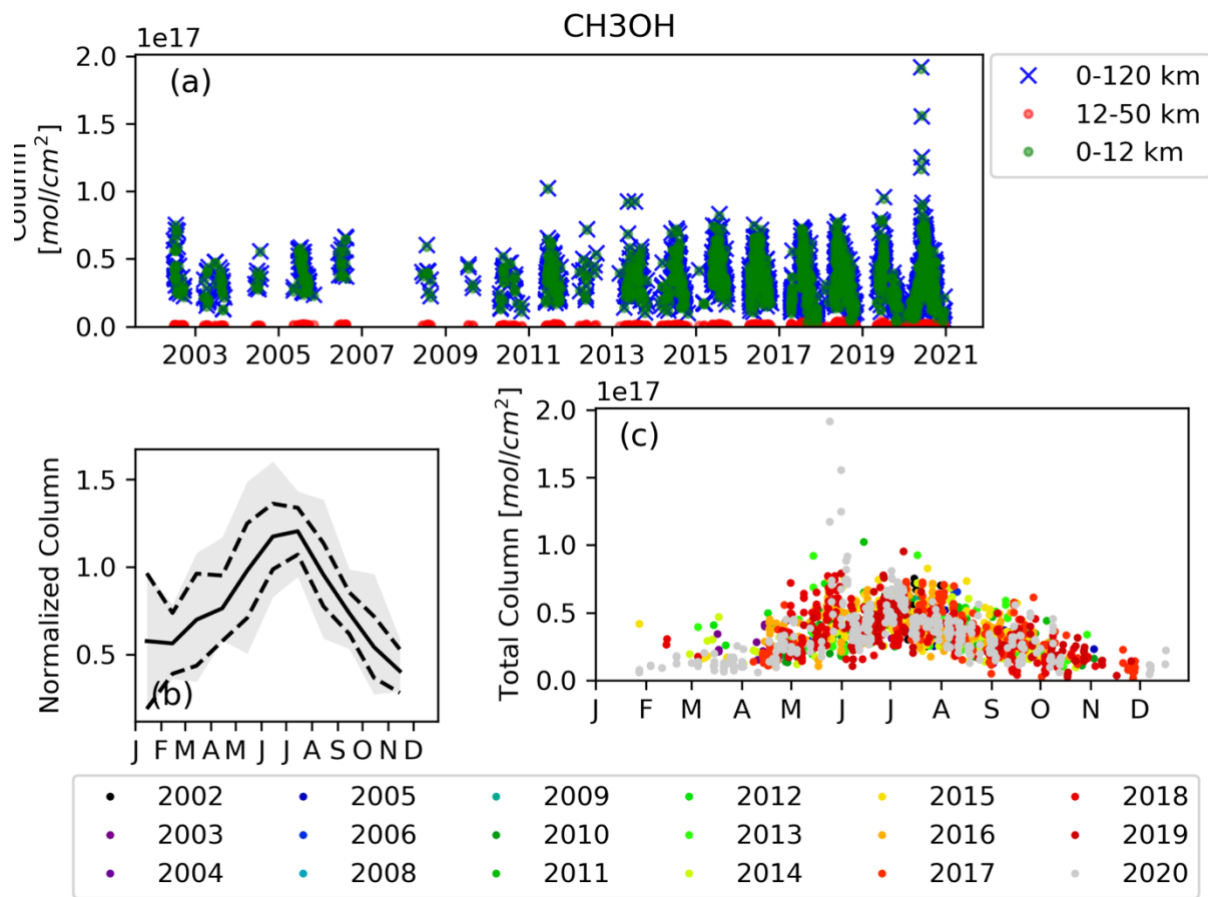 CH3OH
1e17
(a)
Column
[mol/cm²]
2.0
1.5
1.0
0.5
0.0
2003 2005 2007 2009 2011 2013 2015 2017 2019 2021
0-120 km
12-50 km
0-12 km
Normalized Column
1.5
1.0
0.5
(b)
J F M A M J J A S O N D
1e17
(c)
Total Column [mol/cm²]
2.0
1.5
1.0
0.5
0.0
J F M A M J J A S O N D
2002 2005 2009 2012 2015 2018
2003 2006 2010 2013 2016 2019
2004 2008 2011 2014 2017 2020